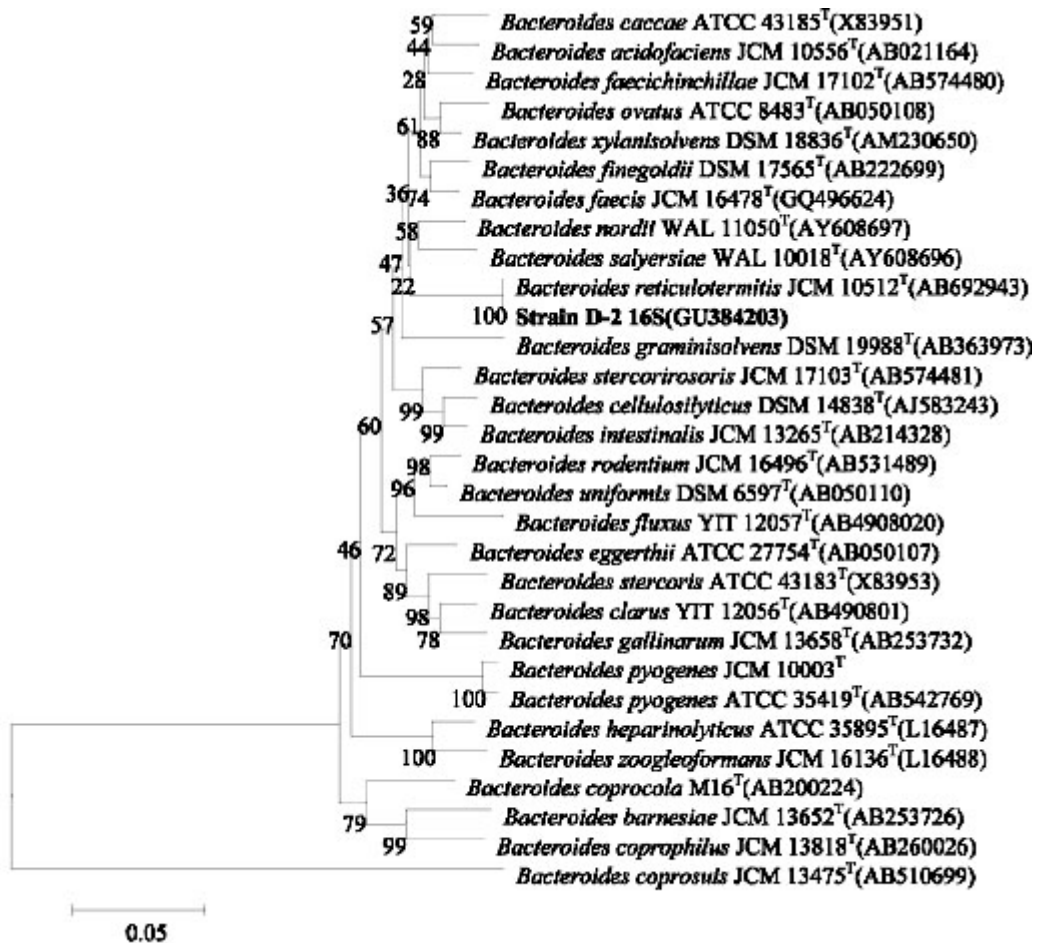 59 Bacteroides caccae ATCC 43185T(X83951)
44 Bacteroides acidofaciens JCM 10556T(AB021164)
28 Bacteroides faecichinchillae JCM 17102T(AB574480)
Bacteroides ovatus ATCC 8483T(AB050108)
61 88 Bacteroides xylanisolvens DSM 18836T(AM230650)
Bacteroides finegoldii DSM 17565T(AB222699)
36 74 Bacteroides faecis JCM 16478T(GQ496624)
58 Bacteroides nordii WAL 11050T(AY608697)
47 Bacteroides salyersiae WAL 10018T(AY608696)
22 Bacteroides reticulotermitis JCM 10512T(AB692943)
57 100 Strain D-2 16S(GU384203)
Bacteroides graminisolvens DSM 19988T(AB363973)
Bacteroides stercorirosoris JCM 17103T(AB574481)
99 Bacteroides cellulosilyticus DSM 14838T(AJ583243)
60 99 Bacteroides intestinalis JCM 13265T(AB214328)
98 Bacteroides rodentium JCM 16496T(AB531489)
96 Bacteroides uniformis DSM 6597T(AB050110)
Bacteroides fluxus YIT 12057T(AB4908020)
46 72 Bacteroides eggerthii ATCC 27754T(AB050107)
89 Bacteroides stercoris ATCC 43183T(X83953)
98 Bacteroides clarus YIT 12056T(AB490801)
70 78 Bacteroides gallinarum JCM 13658T(AB253732)
Bacteroides pyogenes JCM 10003T
100 Bacteroides pyogenes ATCC 35419T(AB542769)
Bacteroides heparinolyticus ATCC 35895T(L16487)
100 Bacteroides zoogleoformans JCM 16136T(L16488)
Bacteroides coprocola M16T(AB200224)
79 Bacteroides barnesiae JCM 13652T(AB253726)
99 Bacteroides coprophilus JCM 13818T(AB260026)
Bacteroides coprosuis JCM 13475T(AB510699)
0.05